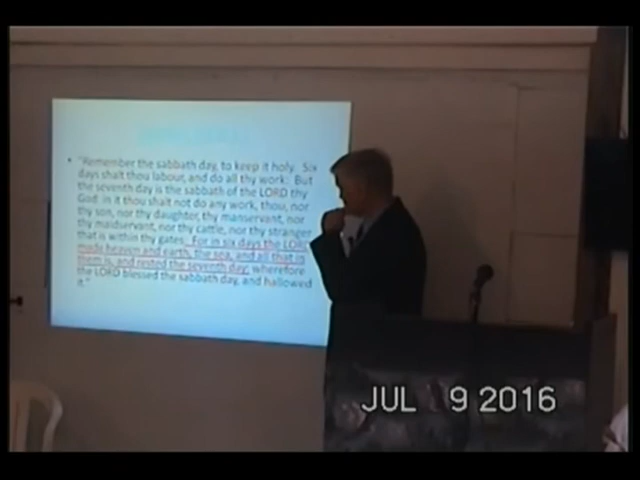 • "Remember the sabbath day, to keep it holy. Six
days shalt thou labour, and do all thy work: But
the seventh day is the sabbath of the LORD thy
God: in it thou shalt not do any work, thou, nor
thy son, nor thy daughter, thy manservant, nor
thy maidservant, nor thy cattle, nor thy stranger
that is within thy gates: For in six days the LORD
made heaven and earth, the sea, and all that in
them is, and rested the seventh day: wherefore
the LORD blessed the sabbath day, and hallowed
it."
JUL 9 2016